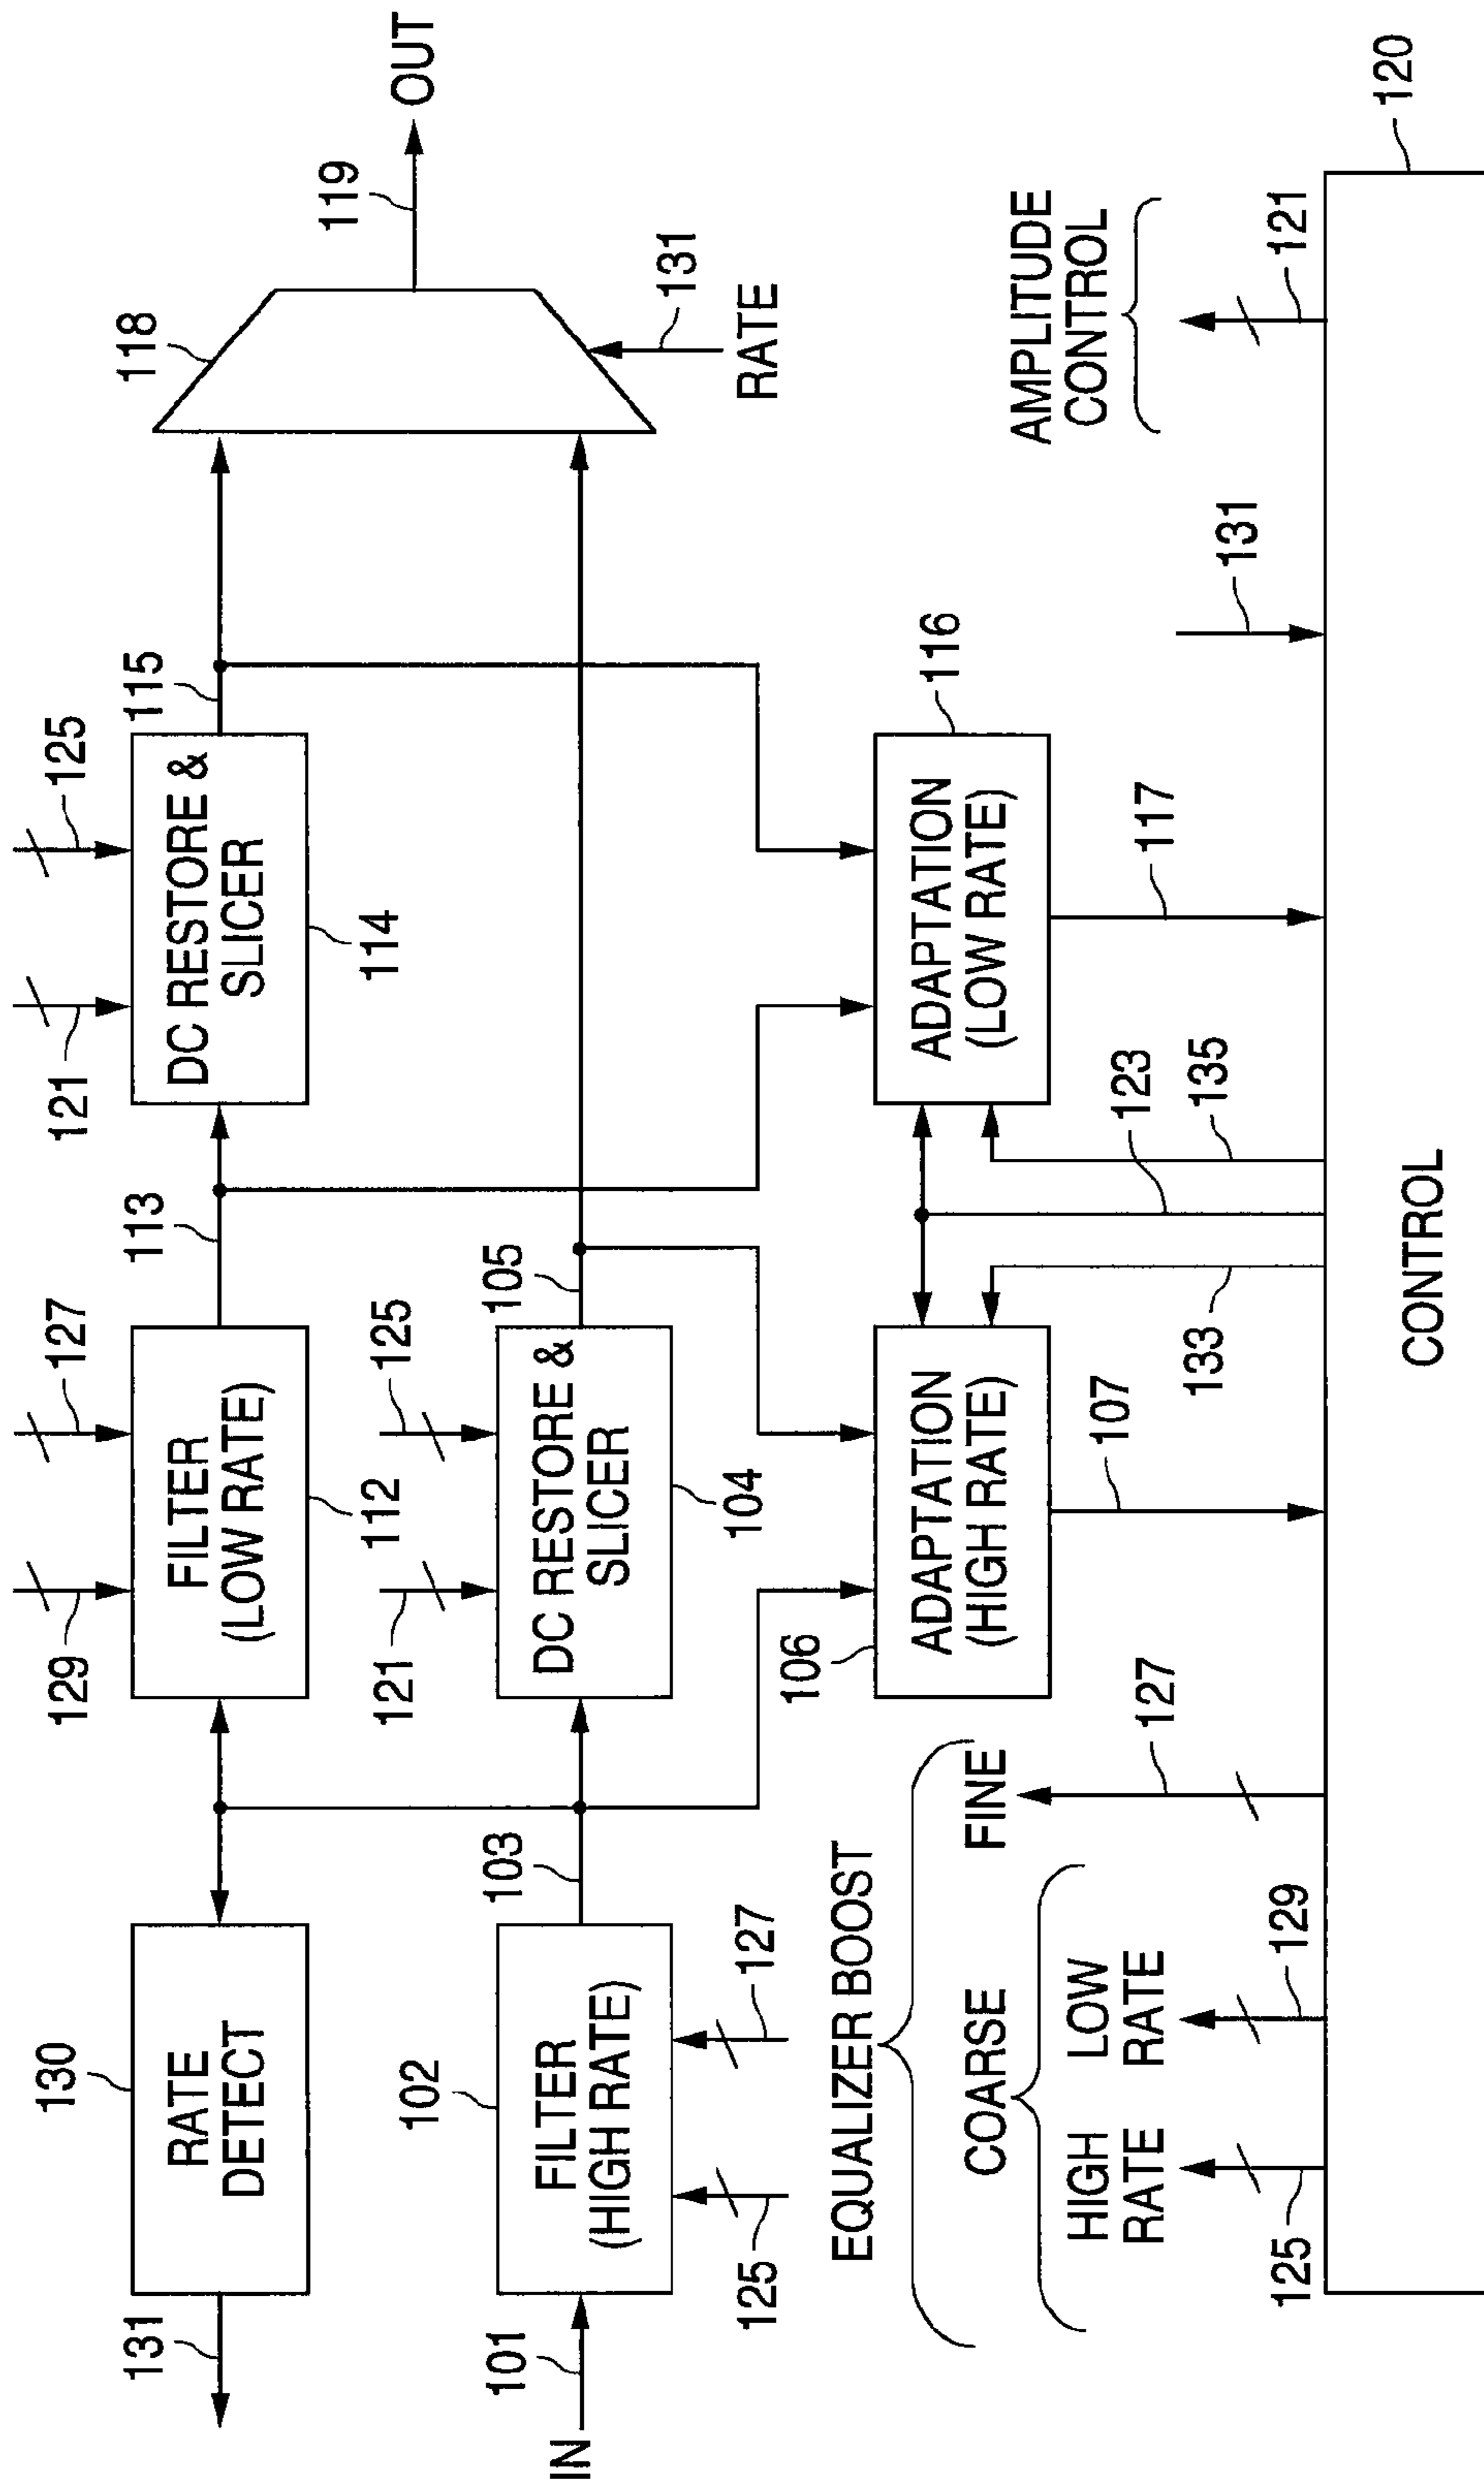 129
127
121
125
131
130
RATE
DETECT
FILTER
(LOW RATE)
112
113
DC RESTORE &
SLICER
114
115
118
119
OUT
131
RATE
IN
101
102
FILTER
(HIGH RATE)
125
127
103
121
125
DC RESTORE &
SLICER
104
105
106
ADAPTATION
(HIGH RATE)
107
ADAPTATION
(LOW RATE)
116
117
EQUALIZER BOOST
COARSE
FINE
HIGH
RATE
LOW
RATE
125
129
127
133
123
135
131
AMPLITUDE
CONTROL
121
120
CONTROL